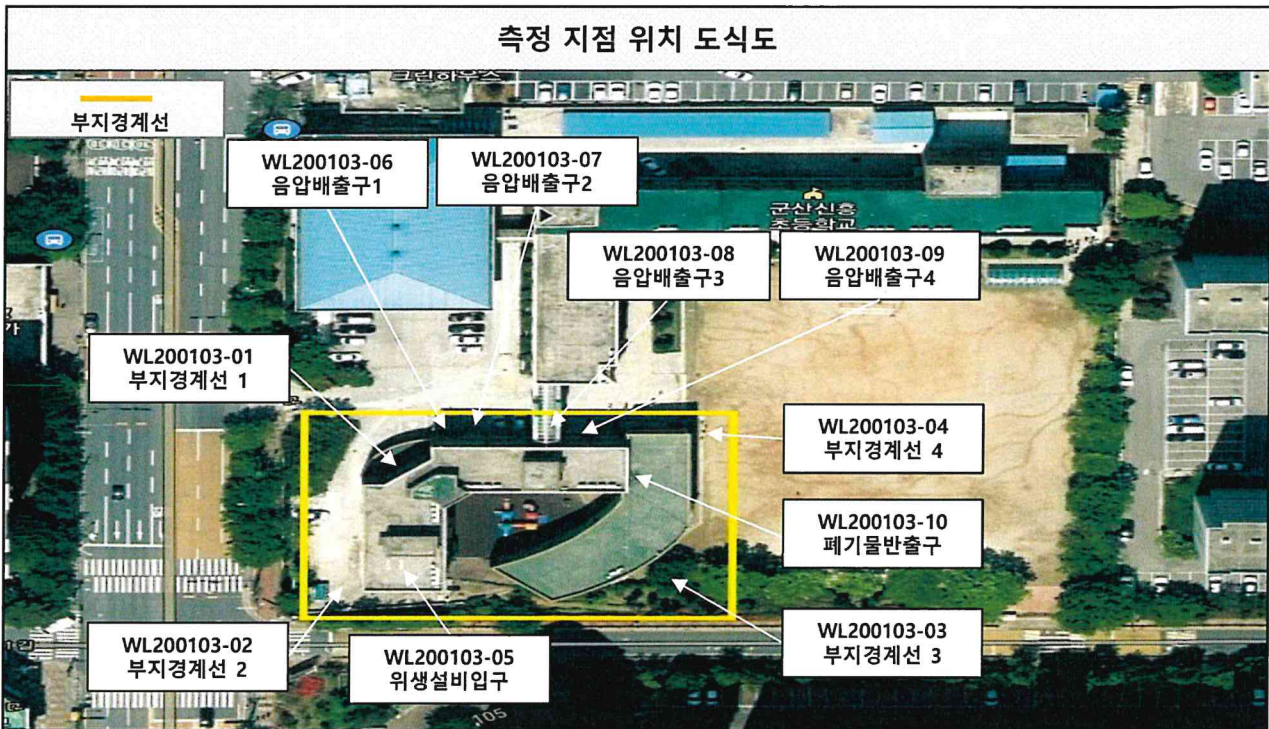 측정 지점 위치 도식도
크린하우스
부지경계선
WL200103-06
음압배출구1
WL200103-07
음압배출구2
군산신흥
초등학교
WL200103-08
음압배출구3
WL200103-09
음압배출구4
WL200103-01
부지경계선 1
WL200103-04
부지경계선 4
WL200103-10
폐기물반출구
WL200103-02
부지경계선 2
WL200103-05
위생설비입구
WL200103-03
부지경계선 3
105